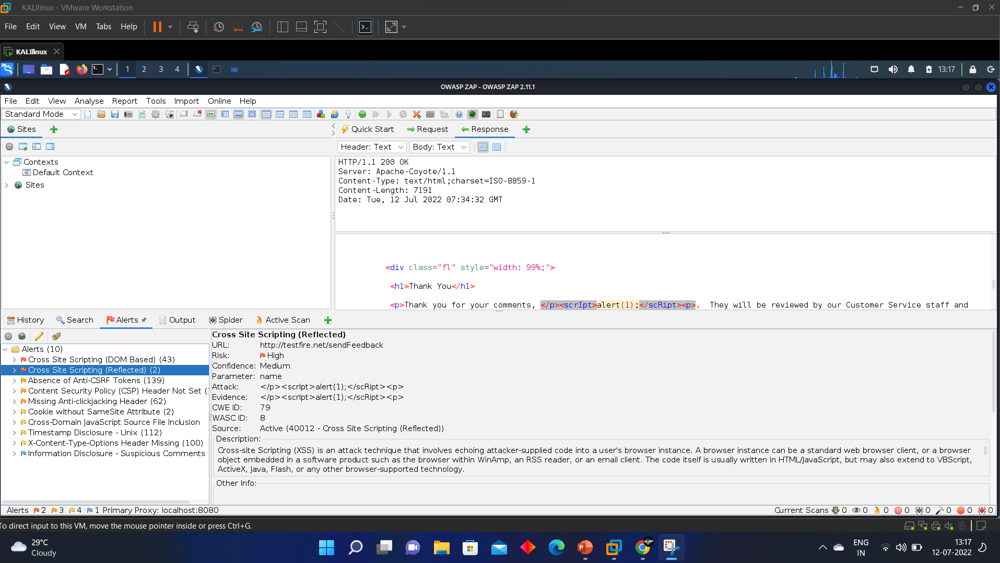 KALIlinux - VMware Workstation
File Edit View VM Tabs Help
KALIlinux
1 2 3 4
13:17
OWASP ZAP - OWASP ZAP 2.11.1
File Edit View Analyse Report Tools Import Online Help
Standard Mode
Sites
Quick Start Request Response
Header: Text Body: Text
Contexts
Default Context
Sites
HTTP/1.1 200 OK
Server: Apache-Coyote/1.1
Content-Type: text/html;charset=ISO-8859-1
Content-Length: 7191
Date: Tue, 12 Jul 2022 07:34:32 GMT
<div class="fl" style="width: 99%;">
<h1>Thank You</h1>
<p>Thank you for your comments, </p><scrIpt>alert(1);</scRipt><p>. They will be reviewed by our Customer Service staff and
History Search Alerts Output Spider Active Scan
Alerts (10)
Cross Site Scripting (DOM Based) (43)
Cross Site Scripting (Reflected) (2)
Absence of Anti-CSRF Tokens (139)
Content Security Policy (CSP) Header Not Set (
Missing Anti-clickjacking Header (62)
Cookie without SameSite Attribute (2)
Cross-Domain JavaScript Source File Inclusion
Timestamp Disclosure - Unix (112)
X-Content-Type-Options Header Missing (100)
Information Disclosure - Suspicious Comments
Cross Site Scripting (Reflected)
URL: http://testfire.net/sendFeedback
Risk: High
Confidence: Medium
Parameter: name
Attack: </p><scrIpt>alert(1);</scRipt><p>
Evidence: </p><scrIpt>alert(1);</scRipt><p>
CWE ID: 79
WASC ID: 8
Source: Active (40012 - Cross Site Scripting (Reflected))
Description:
Cross-site Scripting (XSS) is an attack technique that involves echoing attacker-supplied code into a user's browser instance. A browser instance can be a standard web browser client, or a browser
object embedded in a software product such as the browser within WinAmp, an RSS reader, or an email client. The code itself is usually written in HTML/JavaScript, but may also extend to VBScript,
ActiveX, Java, Flash, or any other browser-supported technology.
Other Info:
Alerts 2 3 4 1 Primary Proxy: localhost:8080
Current Scans 0 0 0 0 0 0 0 0
To direct input to this VM, move the mouse pointer inside or press Ctrl+G.
29°C
Cloudy
ENG
IN
13:17
12-07-2022